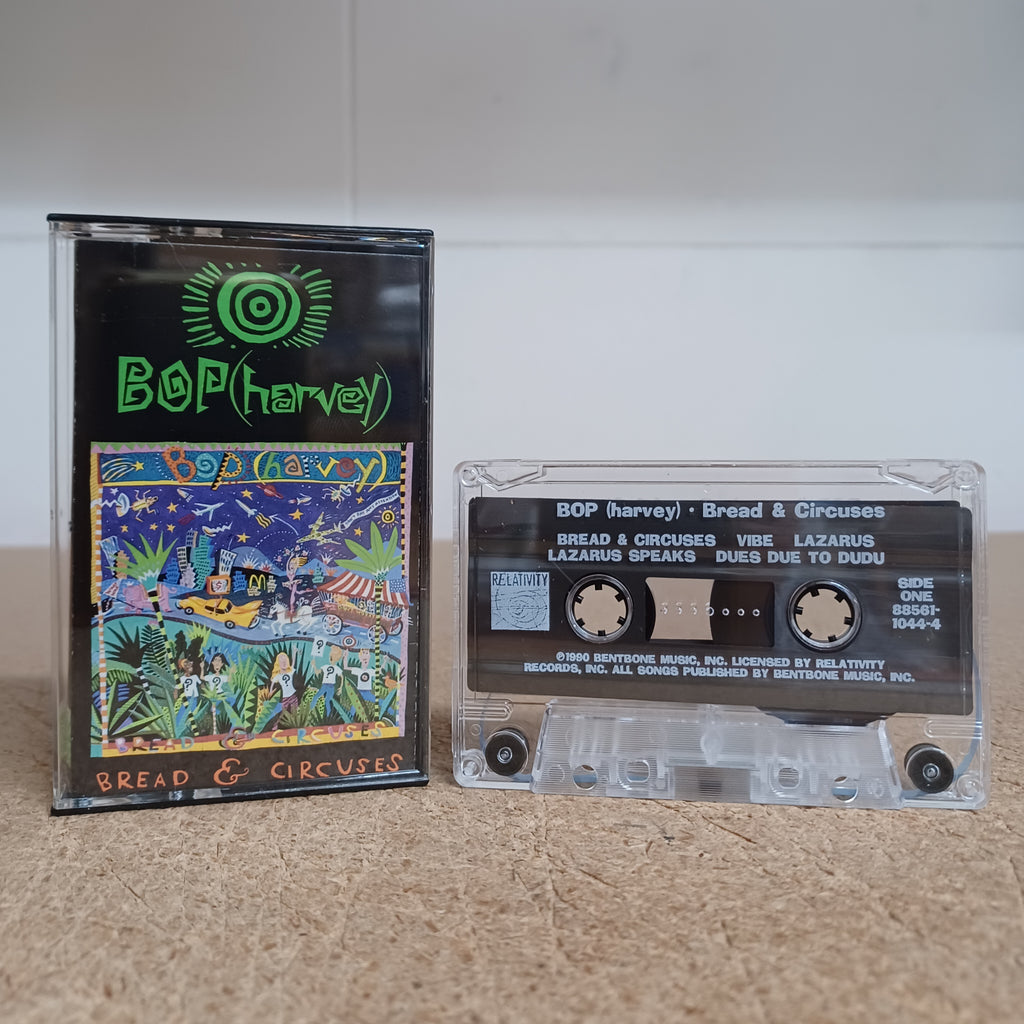 BOP (harvey)
BOP (harvey)
BREAD & CIRCUSES
BREAD & CIRCUSES
BOP (harvey) · Bread & Circuses
BREAD & CIRCUSES VIBE LAZARUS
LAZARUS SPEAKS DUES DUE TO DUDU
RELATIVITY
SIDE
ONE
88561-
1044-4
℗1990 BENTBONE MUSIC, INC. LICENSED BY RELATIVITY
RECORDS, INC. ALL SONGS PUBLISHED BY BENTBONE MUSIC, INC.